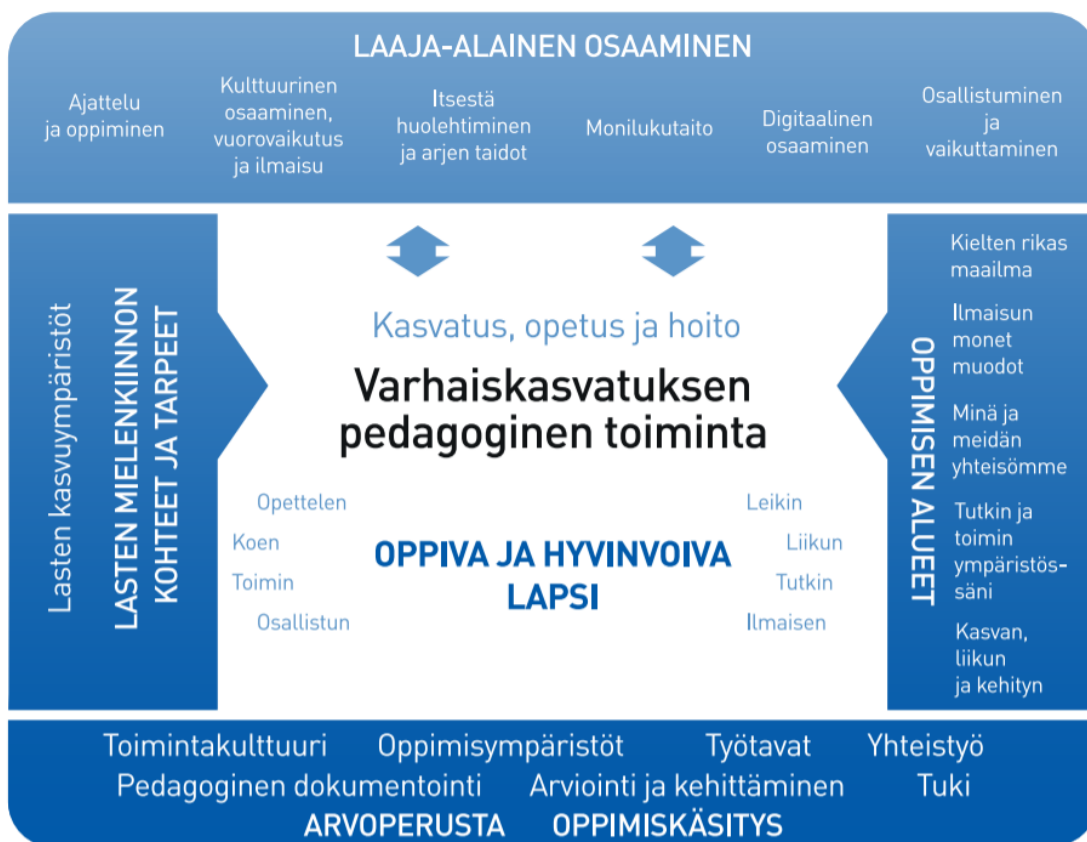 LAAJA-ALAINEN OSAAMINEN
Ajattelu
ja oppiminen
Kulttuurinen
osaaminen,
vuorovaikutus
ja ilmaisu
Itsestä
huolehtiminen
ja arjen taidot
Monilukutaito
Digitaalinen
osaaminen
Osallistuminen
ja
vaikuttaminen
Lasten kasvuympäristöt
LASTEN MIELENKIINNON
KOHTEET JA TARPEET
Kasvatus, opetus ja hoito
Varhaiskasvatuksen
pedagoginen toiminta
Opettelen
Koen
Toimin
Osallistun
OPPIVA JA HYVINVOIVA
LAPSI
Leikin
Liikun
Tutkin
Ilmaisen
OPPIMISEN ALUEET
Kielten rikas
maailma
Ilmaisun
monet
muodot
Minä ja
meidän
yhteisömme
Tutkin ja
toimin
ympäristös-
säni
Kasvan,
liikun
ja kehityn
Toimintakulttuuri Oppimisympäristöt Työtavat Yhteistyö
Pedagoginen dokumentointi Arviointi ja kehittäminen Tuki
ARVOPERUSTA OPPIMISKÄSITYS